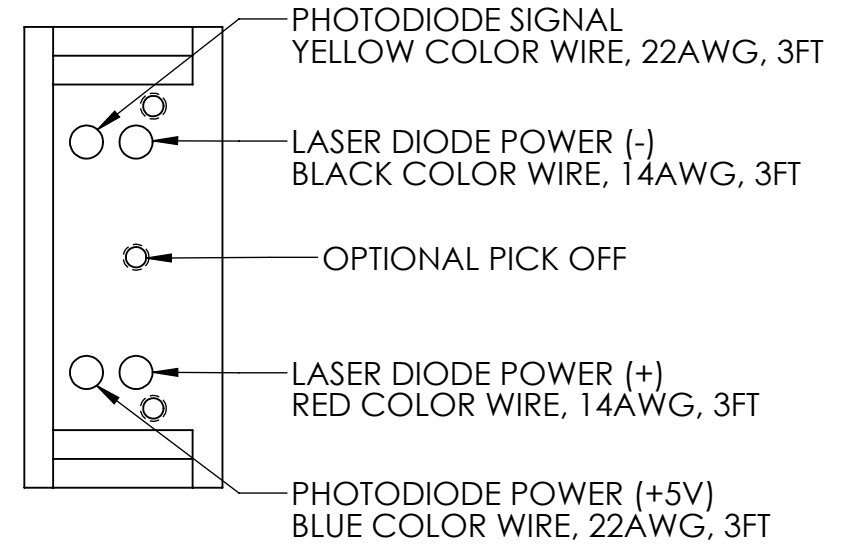 PHOTODIODE SIGNAL
YELLOW COLOR WIRE, 22AWG, 3FT
LASER DIODE POWER (-)
BLACK COLOR WIRE, 14AWG, 3FT
OPTIONAL PICK OFF
LASER DIODE POWER (+)
RED COLOR WIRE, 14AWG, 3FT
PHOTODIODE POWER (+5V)
BLUE COLOR WIRE, 22AWG, 3FT